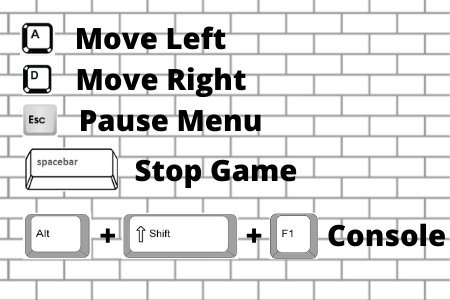 A Move Left
D Move Right
Esc Pause Menu
spacebar Stop Game
Alt + ⇧ Shift + F1 Console